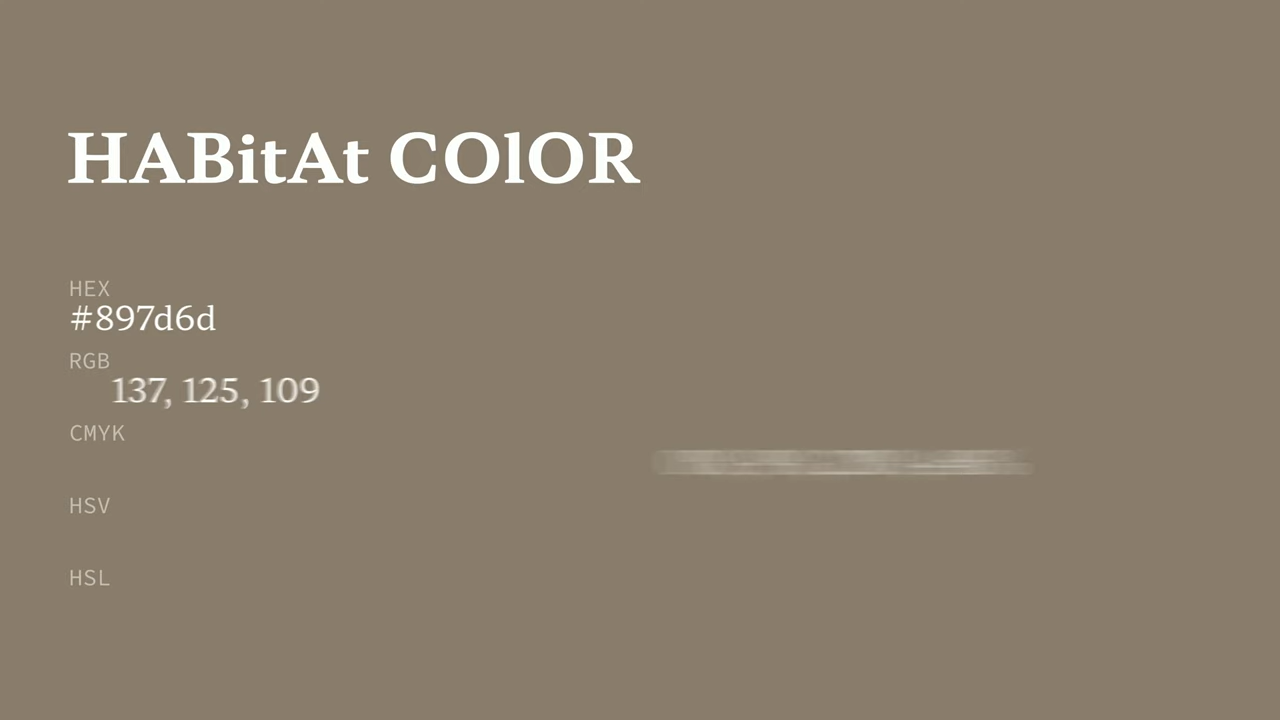 HABitAt COlOR
HEX
#897d6d
RGB
137, 125, 109
CMYK
HSV
HSL